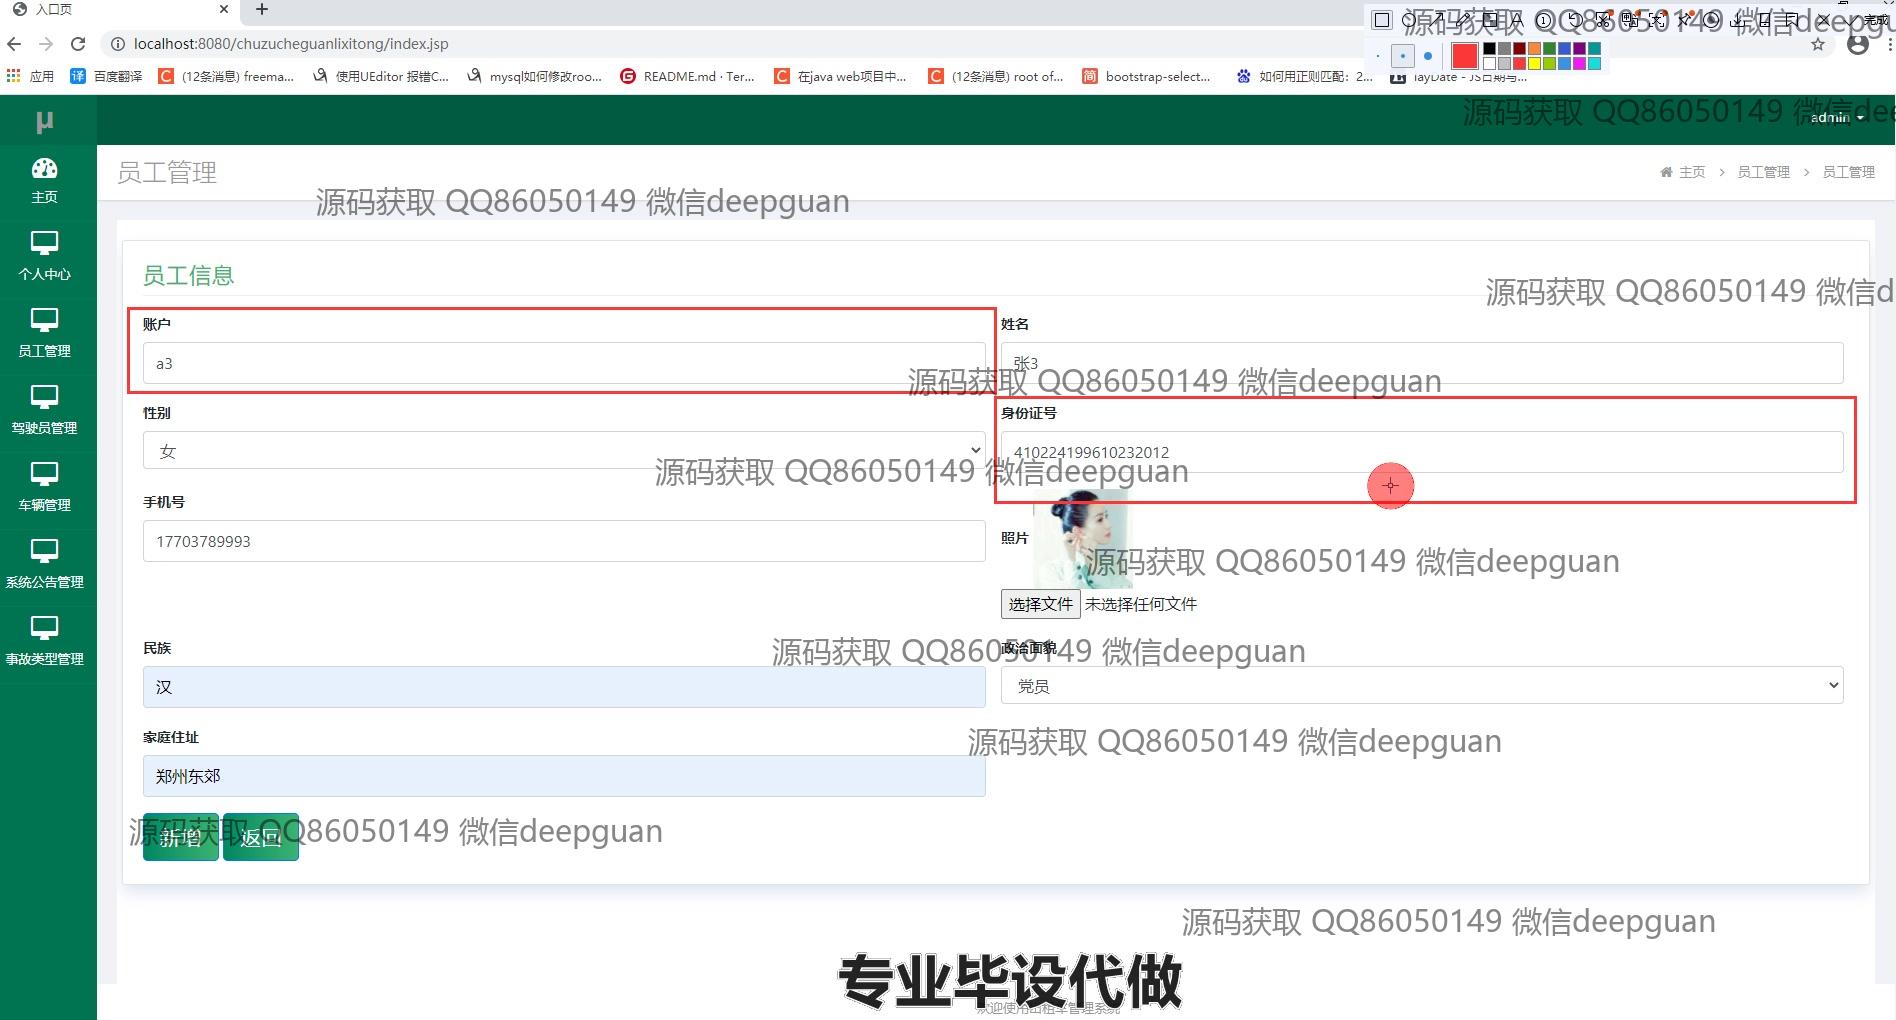 入口页
localhost:8080/chuzucheguanlixitong/index.jsp
完成
应用
百度翻译
(12条消息) freema...
使用UEditor 报错C...
mysql如何修改roo...
README.md · Ter...
在java web项目中...
(12条消息) root of...
bootstrap-select...
如何用正则匹配：2...
layDate - JS日期与...
源码获取 QQ86050149 微信deepgu
源码获取 QQ86050149 微信dee
admin
μ
主页
个人中心
员工管理
驾驶员管理
车辆管理
系统公告管理
事故类型管理
员工管理
主页 > 员工管理 > 员工管理
源码获取 QQ86050149 微信deepguan
员工信息
源码获取 QQ86050149 微信d
账户
a3
姓名
张3
源码获取 QQ86050149 微信deepguan
性别
女
身份证号
410224199610232012
源码获取 QQ86050149 微信deepguan
手机号
17703789993
照片
源码获取 QQ86050149 微信deepguan
选择文件 未选择任何文件
民族
汉
政治面貌
党员
源码获取 QQ86050149 微信deepguan
家庭住址
郑州东郊
源码获取 QQ86050149 微信deepguan
新增 返回
源码获取 QQ86050149 微信deepguan
源码获取 QQ86050149 微信deepguan
专业毕设代做
欢迎使用出租车管理系统